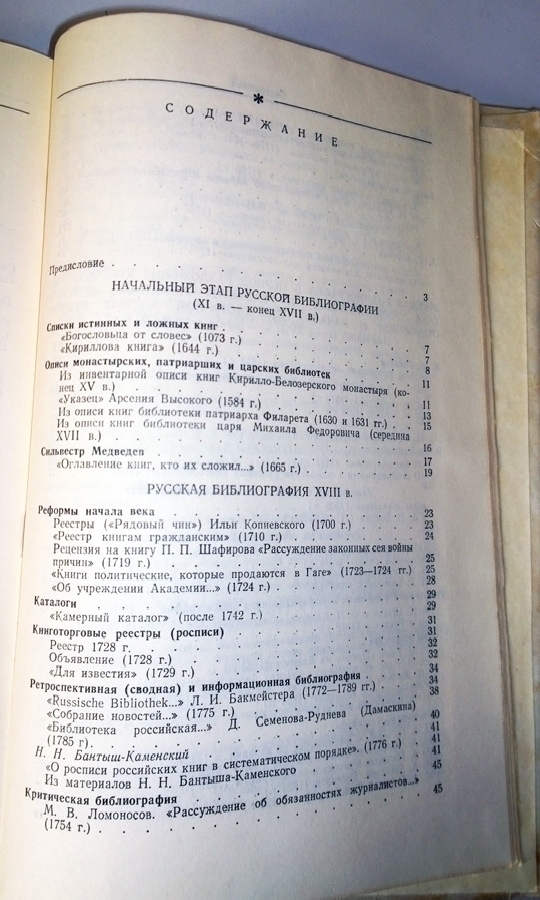 *
СОДЕРЖАНИЕ
Предисловие . . . . . . . . . . 3
НАЧАЛЬНЫЙ ЭТАП РУССКОЙ БИБЛИОГРАФИИ
(XI в. — конец XVII в.)
Списки истинных и ложных книг . . . . . . . 7
«Богословьца от словес» (1073 г.) . . . . . . . 7
«Кириллова книга» (1644 г.) . . . . . . . 8
Описи монастырских, патриарших и царских библиотек . . . 11
Из инвентарной описи книг Кирилло-Белозерского монастыря (ко-
нец XV в.) . . . . . . . 11
«Указец» Арсения Высокого (1584 г.) . . . . . . . 13
Из описи книг библиотеки патриарха Филарета (1630 и 1631 гг.) . 15
Из описи книг библиотеки царя Михаила Федоровича (середина
XVII в.) . . . . . . . 16
Сильвестр Медведев . . . . . . . 17
«Оглавление книг, кто их сложил...» (1665 г.) . . . . . 19
РУССКАЯ БИБЛИОГРАФИЯ XVIII в.
Реформы начала века . . . . . . . 23
Реестры («Рядовый чин») Ильи Копневского (1700 г.) . . . 23
«Реестр книгам гражданским» (1710 г.) . . . . . 24
Рецензия на книгу П. П. Шафирова «Рассуждение законных сея войны
причин» (1719 г.) . . . . . . . 25
«Книги политические, которые продаются в Гаге» (1723—1724 гг.) 25
«Об учреждении Академии...» (1724 г.) . . . . . 28
Каталоги . . . . . . . 29
«Камерный каталог» (после 1742 г.) . . . . . . . 29
Книготорговые реестры (росписи) . . . . . . . 31
Реестр 1728 г. . . . . . . . 31
Объявление (1728 г.) . . . . . . . 32
«Для известия» (1729 г.) . . . . . . . 32
Ретроспективная (сводная) и информационная библиография . . . 34
«Russische Bibliothek...» Л. И. Бакмейстера (1772—1789 гг.) . . 34
«Собрание новостей...» (1775 г.) . . . . . . . 38
«Библиотека российская...» Д. Семенова-Руднева (Дамаскина)
(1785 г.) . . . . . . . 40
Н. Н. Бантыш-Каменский . . . . . . . 41
«О росписи российских книг в систематическом порядке». (1776 г.) . 41
Из материалов Н. Н. Бантыша-Каменского . . . . . 45
Критическая библиография . . . . . . . 45
М. В. Ломоносов. «Рассуждение об обязанностях журналистов...»
(1754 г.) . . . . . . .